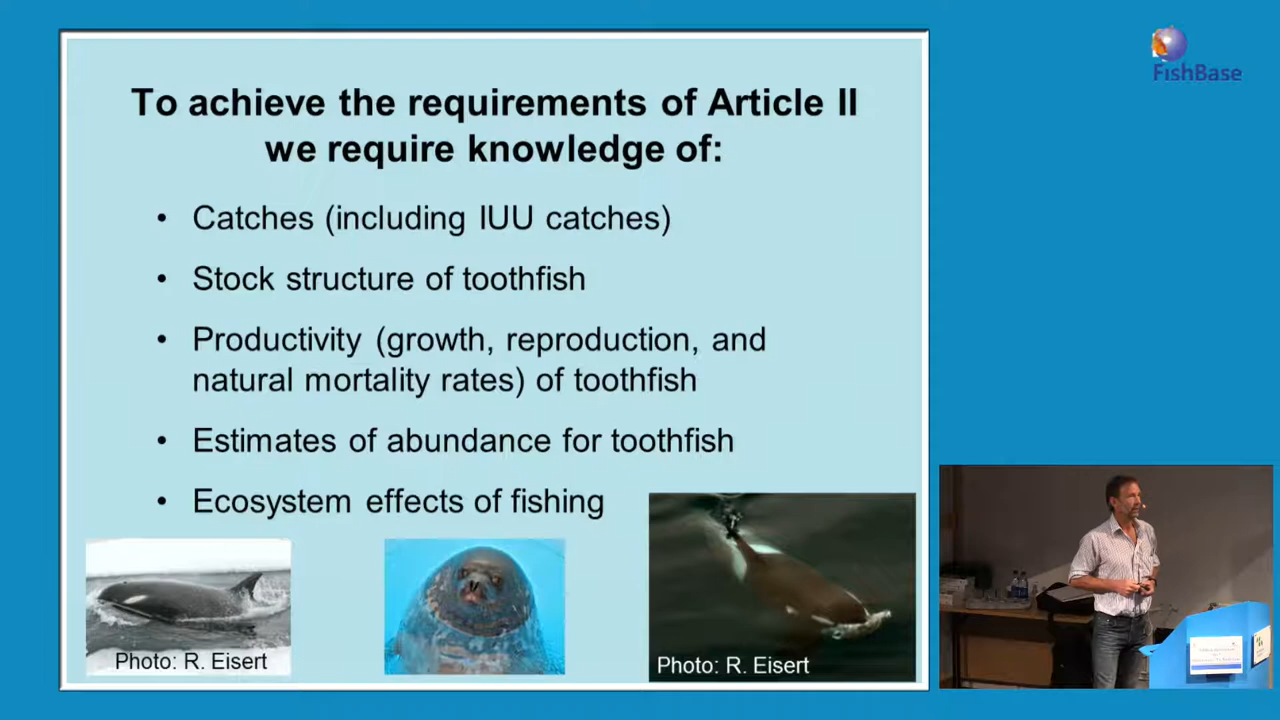 FishBase
To achieve the requirements of Article II
we require knowledge of:
• Catches (including IUU catches)
• Stock structure of toothfish
• Productivity (growth, reproduction, and
natural mortality rates) of toothfish
• Estimates of abundance for toothfish
• Ecosystem effects of fishing
Photo: R. Eisert
Photo: R. Eisert